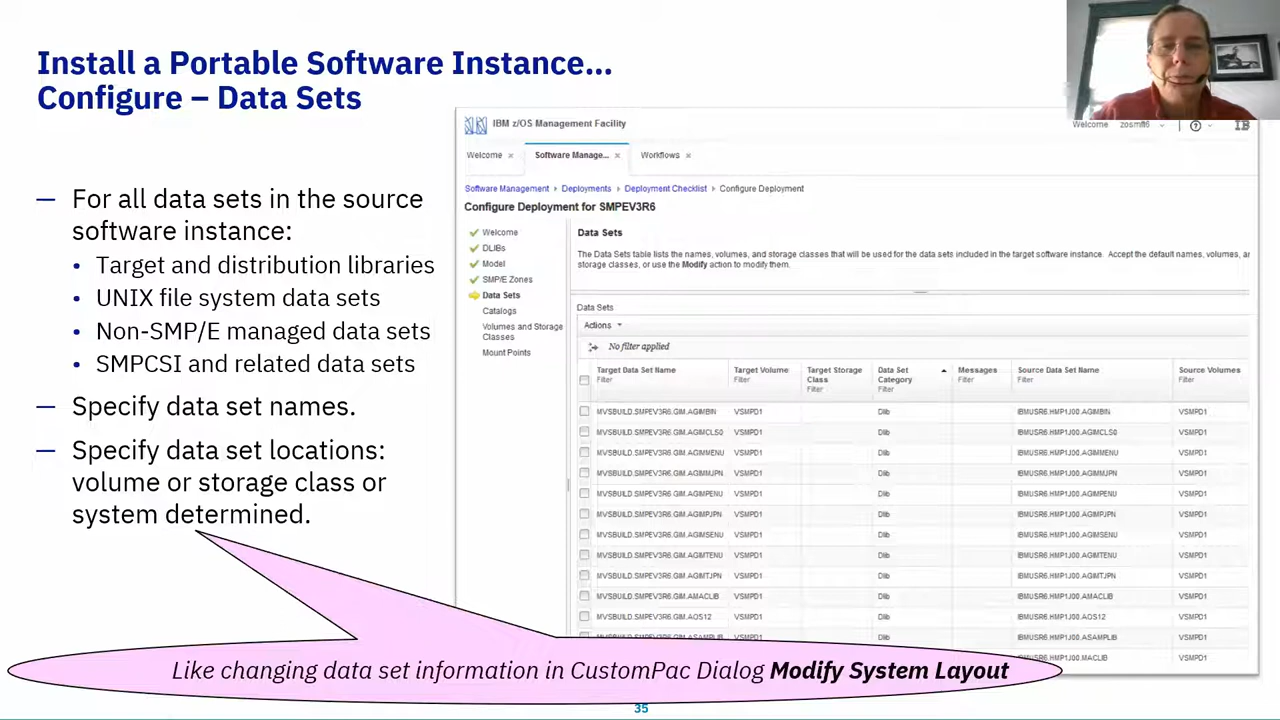 Install a Portable Software Instance...
Configure – Data Sets
— For all data sets in the source
software instance:
• Target and distribution libraries
• UNIX file system data sets
• Non-SMP/E managed data sets
• SMPCSI and related data sets
— Specify data set names.
— Specify data set locations:
volume or storage class or
system determined.
IBM z/OS Management Facility
Welcome zosmft6
Welcome × Software Manage... × Workflows ×
Software Management Deployments Deployment Checklist Configure Deployment
Configure Deployment for SMPEV3R6
Welcome
DLIBs
Model
SMP/E Zones
Data Sets
Catalogs
Volumes and Storage
Classes
Mount Points
Data Sets
The Data Sets table lists the names, volumes, and storage classes that will be used for the data sets included in the target software instance. Accept the default names, volumes, ar
storage classes, or use the Modify action to modify them.
Data Sets
Actions
No filter applied
Target Data Set Name Target Volume Target Storage Class Data Set Category Messages Source Data Set Name Source Volumes
Filter Filter Filter Filter Filter Filter Filter
MVSBUILD.SMPEV3R6.GIM.AGIMBIN VSMPD1 Dlib IBMUSR6.HMP1J00.AGIMBIN VSMPD1
MVSBUILD.SMPEV3R6.GIM.AGIMCLS0 VSMPD1 Dlib IBMUSR6.HMP1J00.AGIMCLS0 VSMPD1
MVSBUILD.SMPEV3R6.GIM.AGIMMENU VSMPD1 Dlib IBMUSR6.HMP1J00.AGIMMENU VSMPD1
MVSBUILD.SMPEV3R6.GIM.AGIMMJPN VSMPD1 Dlib IBMUSR6.HMP1J00.AGIMMJPN VSMPD1
MVSBUILD.SMPEV3R6.GIM.AGIMPENU VSMPD1 Dlib IBMUSR6.HMP1J00.AGIMPENU VSMPD1
MVSBUILD.SMPEV3R6.GIM.AGIMPJPN VSMPD1 Dlib IBMUSR6.HMP1J00.AGIMPJPN VSMPD1
MVSBUILD.SMPEV3R6.GIM.AGIMSENU VSMPD1 Dlib IBMUSR6.HMP1J00.AGIMSENU VSMPD1
MVSBUILD.SMPEV3R6.GIM.AGIMTENU VSMPD1 Dlib IBMUSR6.HMP1J00.AGIMTENU VSMPD1
MVSBUILD.SMPEV3R6.GIM.AGIMTJPN VSMPD1 Dlib IBMUSR6.HMP1J00.AGIMTJPN VSMPD1
MVSBUILD.SMPEV3R6.GIM.AMACLIB VSMPD1 Dlib IBMUSR6.HMP1J00.AMACLIB VSMPD1
MVSBUILD.SMPEV3R6.GIM.AOS12 VSMPD1 Dlib IBMUSR6.HMP1J00.AOS12 VSMPD1
MVSBUILD.SMPEV3R6.GIM.ASAMPLIB VSMPD1 Dlib IBMUSR6.HMP1J00.ASAMPLIB VSMPD1
IBMUSR6.HMP1J00.MACLIB VSMPD1
Like changing data set information in CustomPac Dialog Modify System Layout
35